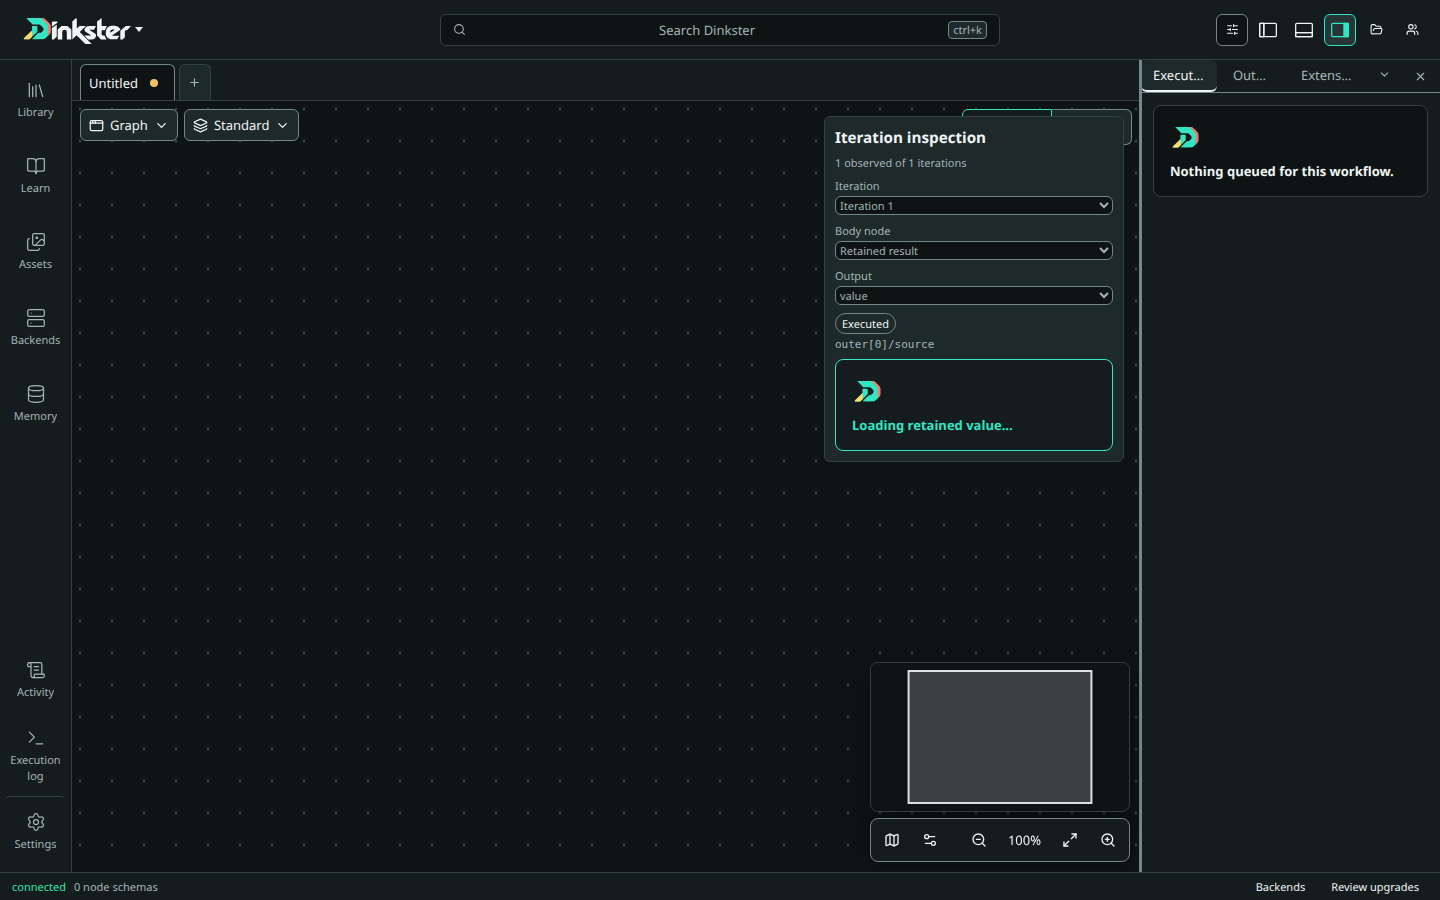 Dinkster
Search Dinkster
ctrl+k
Library
Learn
Assets
Backends
Memory
Activity
Execution
log
Settings
Untitled
+
Graph
Standard
Iteration inspection
1 observed of 1 iterations
Iteration
Iteration 1
Body node
Retained result
Output
value
Executed
outer[0]/source
Loading retained value...
100%
Execut...
Out...
Extens...
Nothing queued for this workflow.
connected
0 node schemas
Backends
Review upgrades